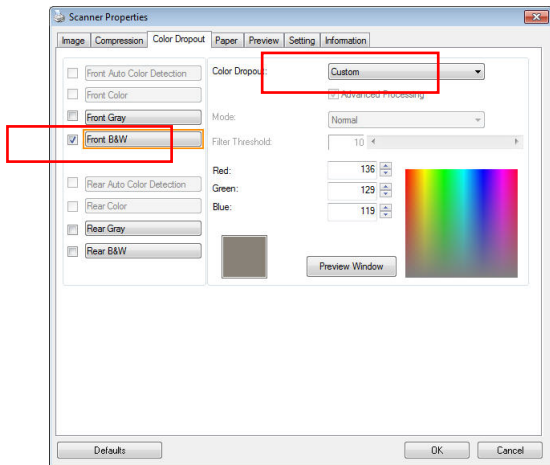 Scanner Properties
Image Compression Color Dropout Paper Preview Setting Information
Front Auto Color Detection
Front Color
Front Gray
Front B&W
Rear Auto Color Detection
Rear Color
Rear Gray
Rear B&W
Color Dropout: Custom
Advanced Processing
Mode: Normal
Filter Threshold: 10
Red: 136
Green: 129
Blue: 119
Preview Window
Defaults OK Cancel